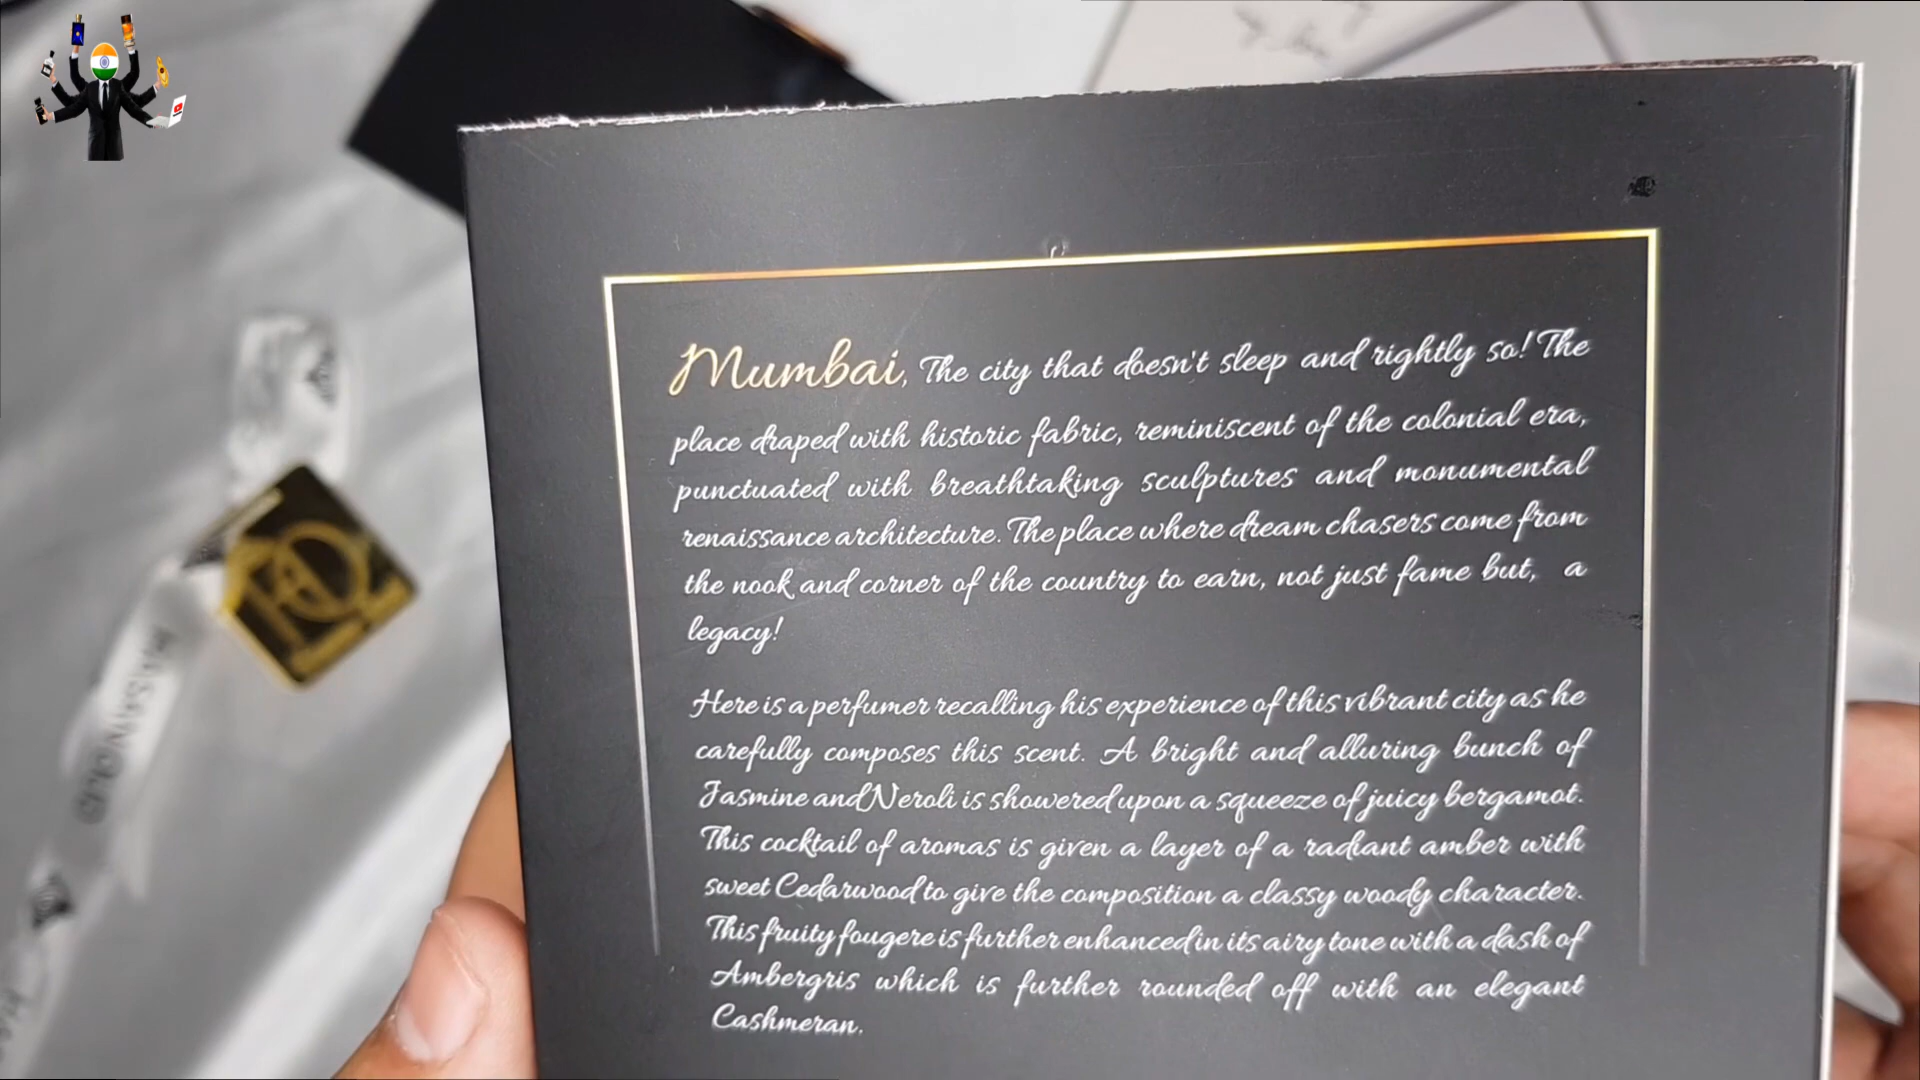 Mumbai, The city that doesn't sleep and rightly so! The
place draped with historic fabric, reminiscent of the colonial era,
punctuated with breathtaking sculptures and monumental
renaissance architecture. The place where dream chasers come from
the nook and corner of the country to earn, not just fame but, a
legacy!
Here is a perfumer recalling his experience of this vibrant city as he
carefully composes this scent. A bright and alluring bunch of
Jasmine and Neroli is showered upon a squeeze of juicy bergamot.
This cocktail of aromas is given a layer of a radiant amber with
sweet Cedarwood to give the composition a classy woody character.
This fruity fougere is further enhanced in its airy tone with a dash of
Ambergris which is further rounded off with an elegant
Cashmeran.